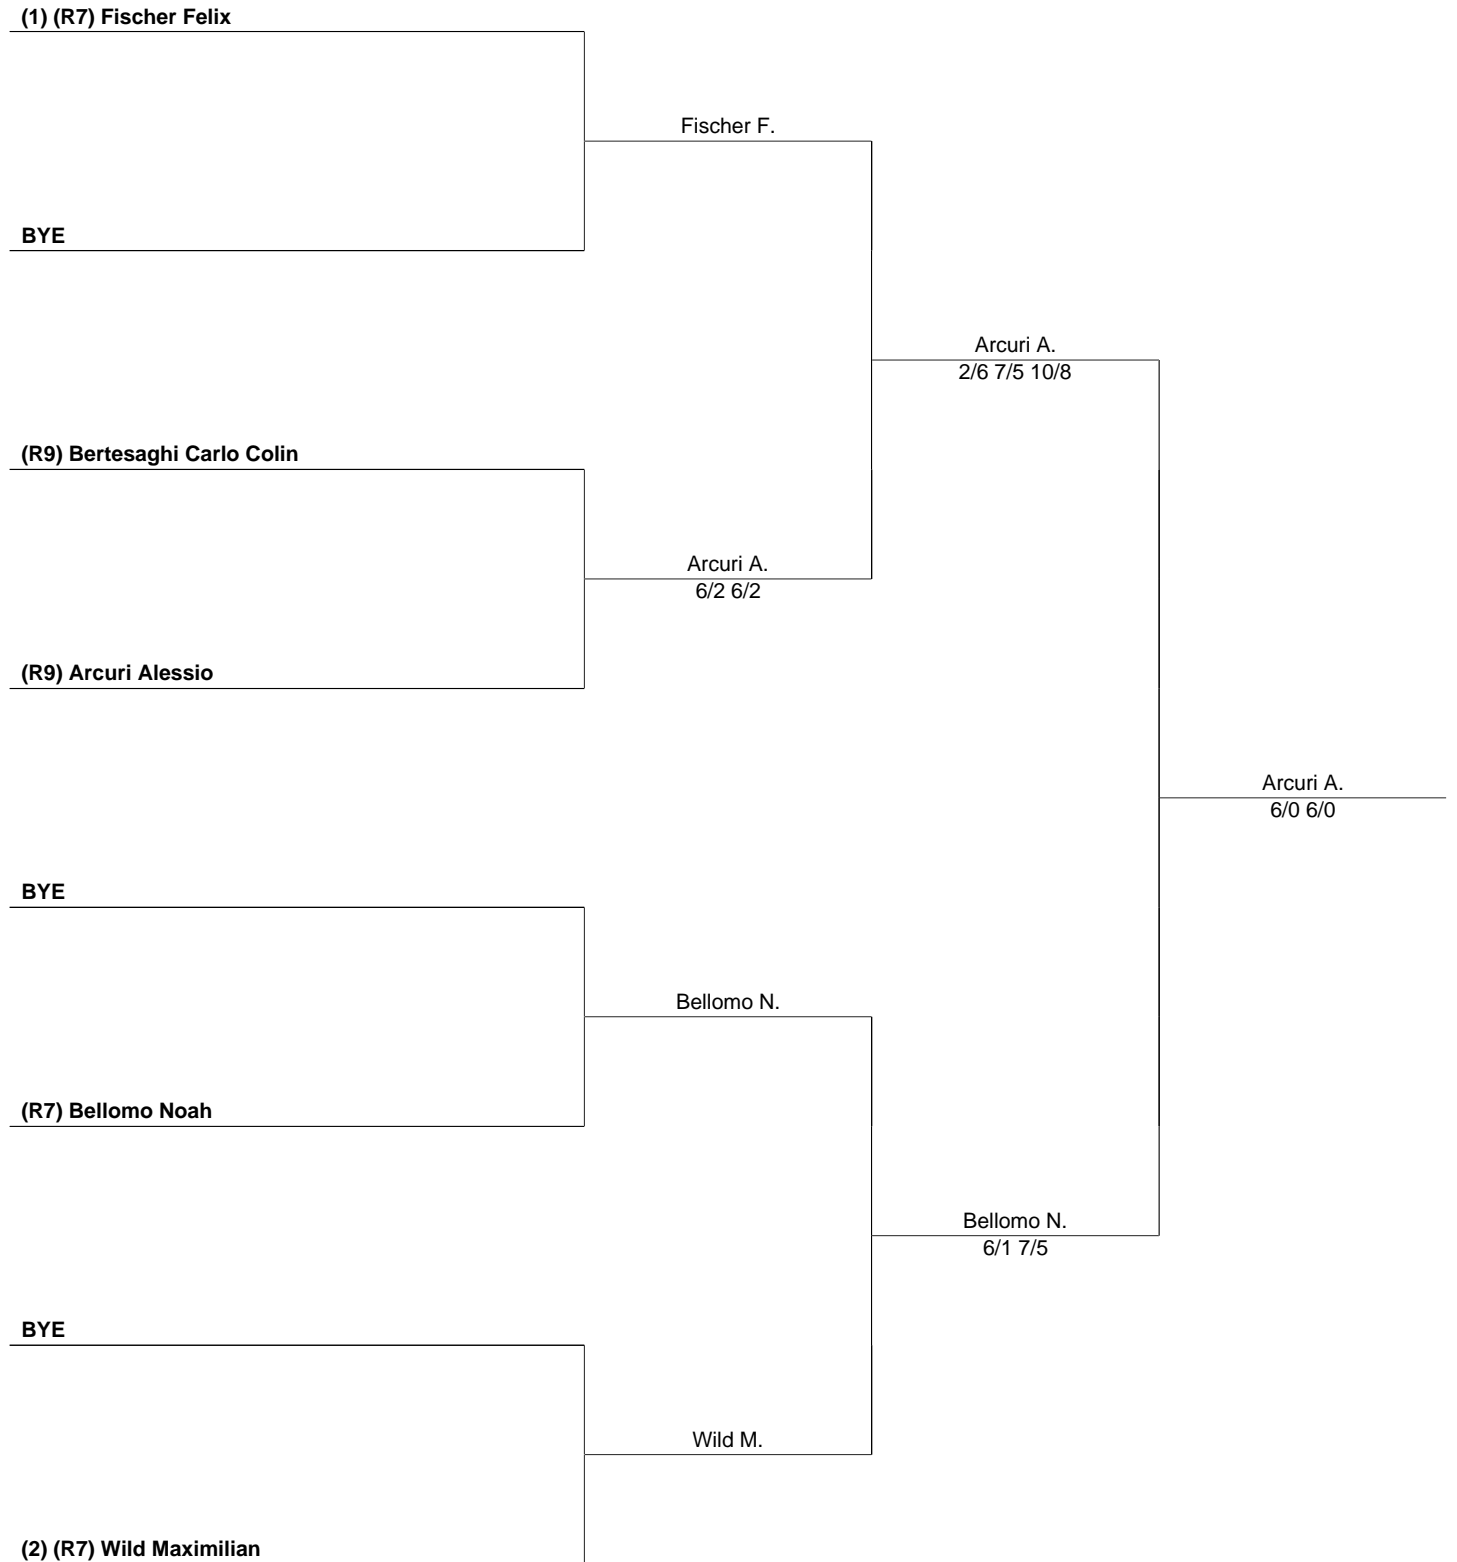 (1) (R7) Fischer Felix
Fischer F.
BYE
Arcuri A.
2/6 7/5 10/8
(R9) Bertesaghi Carlo Colin
Arcuri A.
6/2 6/2
(R9) Arcuri Alessio
Arcuri A.
6/0 6/0
BYE
Bellomo N.
(R7) Bellomo Noah
Bellomo N.
6/1 7/5
BYE
Wild M.
(2) (R7) Wild Maximilian